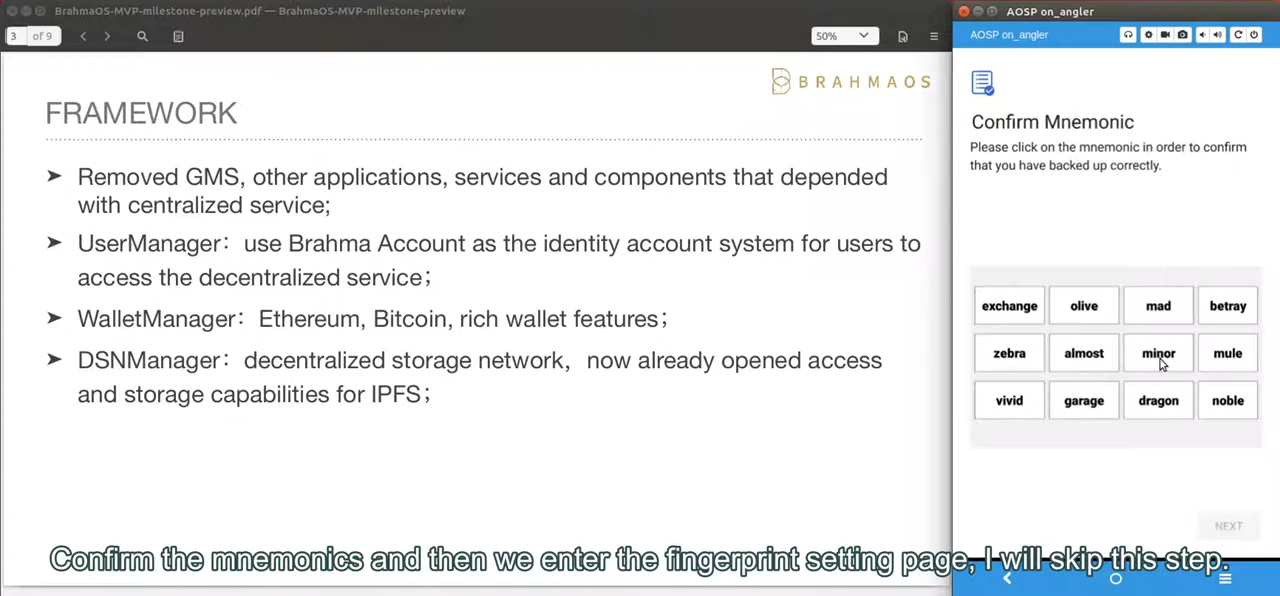 BrahmaOS-MVP-milestone-preview.pdf — BrahmaOS-MVP-milestone-preview
3 of 9
50%
BRAHMAOS
FRAMEWORK
➤ Removed GMS, other applications, services and components that depended
with centralized service;
➤ UserManager：use Brahma Account as the identity account system for users to
access the decentralized service；
➤ WalletManager：Ethereum, Bitcoin, rich wallet features；
➤ DSNManager：decentralized storage network，now already opened access
and storage capabilities for IPFS；
AOSP on_angler
AOSP on_angler
Confirm Mnemonic
Please click on the mnemonic in order to confirm
that you have backed up correctly.
exchange olive mad betray
zebra almost minor mule
vivid garage dragon noble
NEXT
Confirm the mnemonics and then we enter the fingerprint setting page, I will skip this step.